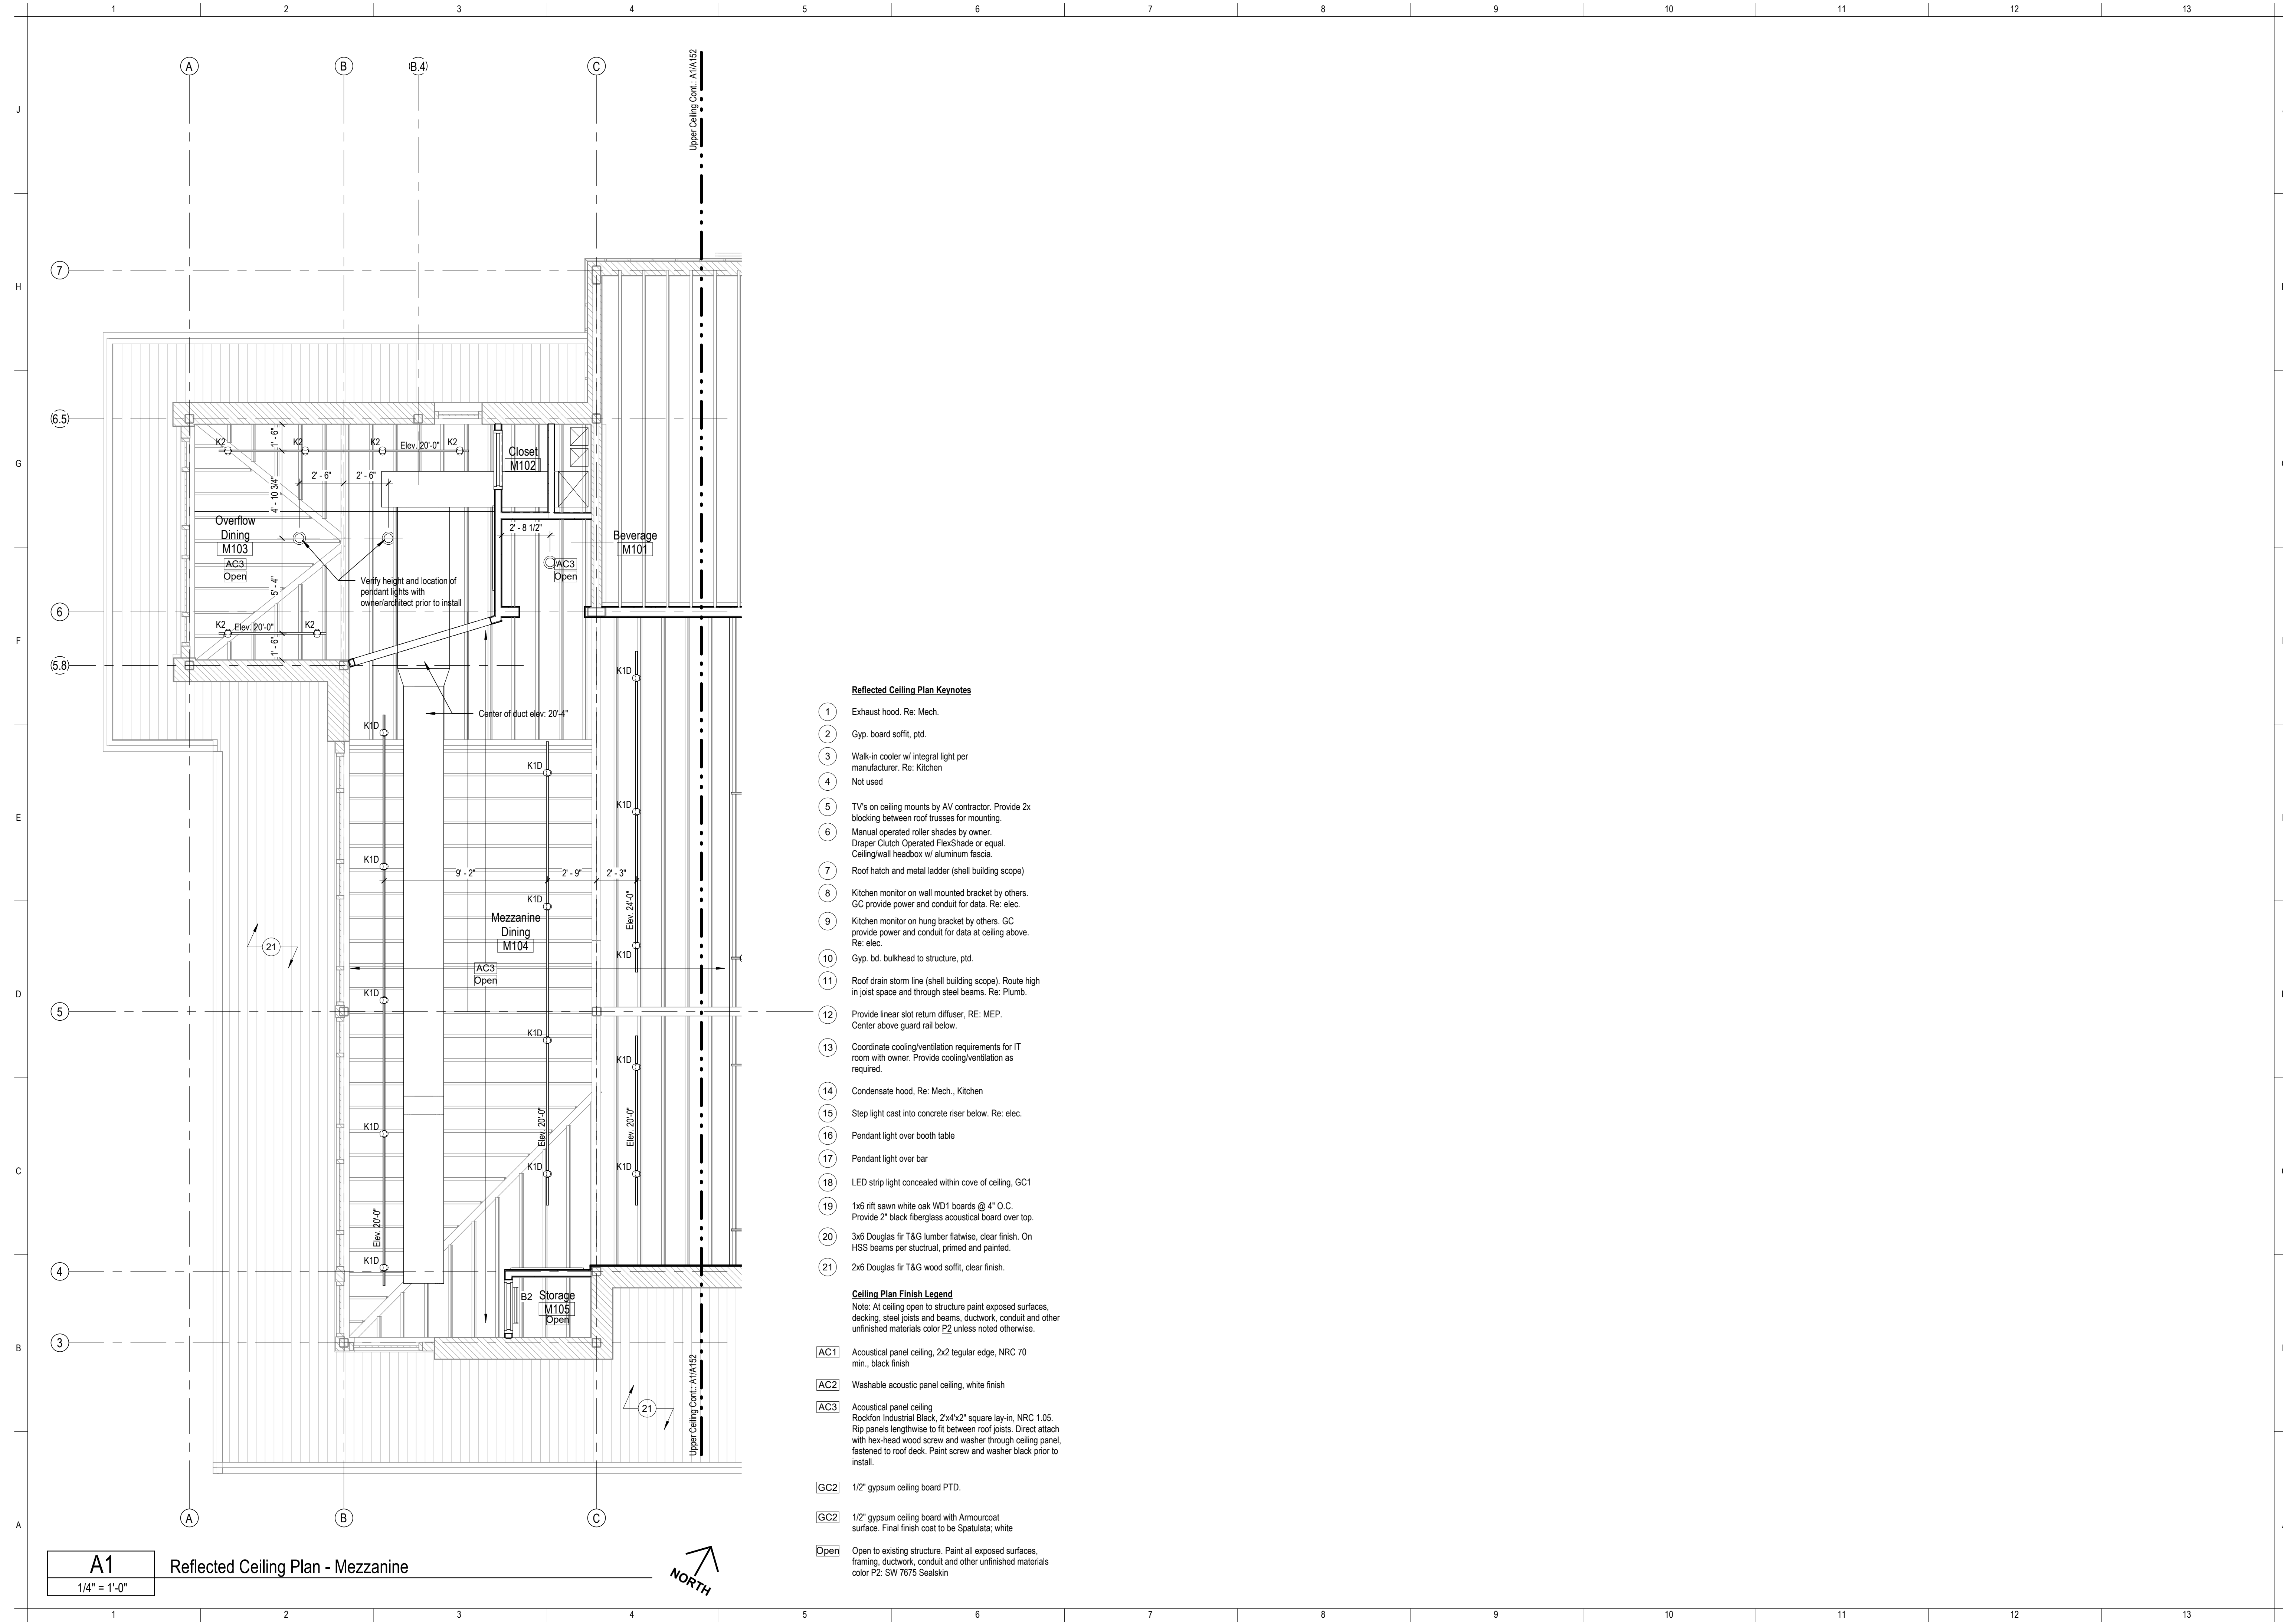 1 2 3 4 5 6 7 8 9 10 11 12 13
J
H
G
F
E
D
C
B
A
A
B
B.4
C
Upper Ceiling Cont.: A1/A152
7
6.5
6
5.8
5
4
3
K2
K2
K2
Elev. 20'-0"
K2
1' - 6"
2' - 6"
2' - 6"
4' - 10 3/4"
Closet
M102
Overflow
Dining
M103
AC3
Open
2' - 8 1/2"
Beverage
M101
AC3
Open
Verify height and location of
pendant lights with
owner/architect prior to install
5' - 4"
K2
Elev. 20'-0"
K2
1' - 6"
K1D
Center of duct elev: 20'-4"
K1D
K1D
K1D
K1D
9' - 2"
2' - 9"
2' - 3"
K1D
Elev. 24'-0"
Mezzanine
Dining
M104
21
K1D
AC3
Open
K1D
K1D
K1D
K1D
Elev. 20'-0"
Elev. 20'-0"
K1D
K1D
Elev. 20'-0"
K1D
K1D
B2
Storage
M105
Open
21
Upper Ceiling Cont.: A1/A152
A
B
C
Reflected Ceiling Plan Keynotes
1 Exhaust hood. Re: Mech.
2 Gyp. board soffit, ptd.
3 Walk-in cooler w/ integral light per
manufacturer. Re: Kitchen
4 Not used
5 TV's on ceiling mounts by AV contractor. Provide 2x
blocking between roof trusses for mounting.
6 Manual operated roller shades by owner.
Draper Clutch Operated FlexShade or equal.
Ceiling/wall headbox w/ aluminum fascia.
7 Roof hatch and metal ladder (shell building scope)
8 Kitchen monitor on wall mounted bracket by others.
GC provide power and conduit for data. Re: elec.
9 Kitchen monitor on hung bracket by others. GC
provide power and conduit for data at ceiling above.
Re: elec.
10 Gyp. bd. bulkhead to structure, ptd.
11 Roof drain storm line (shell building scope). Route high
in joist space and through steel beams. Re: Plumb.
12 Provide linear slot return diffuser, RE: MEP.
Center above guard rail below.
13 Coordinate cooling/ventilation requirements for IT
room with owner. Provide cooling/ventilation as
required.
14 Condensate hood, Re: Mech., Kitchen
15 Step light cast into concrete riser below. Re: elec.
16 Pendant light over booth table
17 Pendant light over bar
18 LED strip light concealed within cove of ceiling, GC1
19 1x6 rift sawn white oak WD1 boards @ 4" O.C.
Provide 2" black fiberglass acoustical board over top.
20 3x6 Douglas fir T&G lumber flatwise, clear finish. On
HSS beams per stuctrual, primed and painted.
21 2x6 Douglas fir T&G wood soffit, clear finish.
Ceiling Plan Finish Legend
Note: At ceiling open to structure paint exposed surfaces,
decking, steel joists and beams, ductwork, conduit and other
unfinished materials color P2 unless noted otherwise.
AC1 Acoustical panel ceiling, 2x2 tegular edge, NRC 70
min., black finish
AC2 Washable acoustic panel ceiling, white finish
AC3 Acoustical panel ceiling
Rockfon Industrial Black, 2'x4'x2" square lay-in, NRC 1.05.
Rip panels lengthwise to fit between roof joists. Direct attach
with hex-head wood screw and washer through ceiling panel,
fastened to roof deck. Paint screw and washer black prior to
install.
GC2 1/2" gypsum ceiling board PTD.
GC2 1/2" gypsum ceiling board with Armourcoat
surface. Final finish coat to be Spatulata; white
Open Open to existing structure. Paint all exposed surfaces,
framing, ductwork, conduit and other unfinished materials
color P2: SW 7675 Sealskin
A1
1/4" = 1'-0"
Reflected Ceiling Plan - Mezzanine
NORTH
1 2 3 4 5 6 7 8 9 10 11 12 13